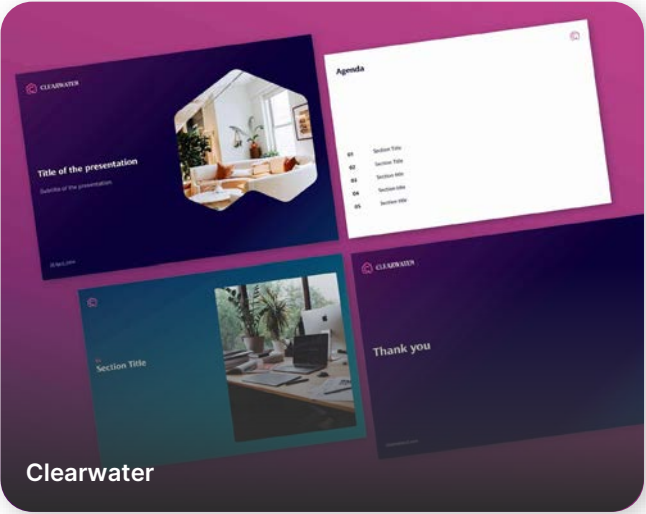 CLEARWATER
Title of the presentation
Subtitle of the presentation
Agenda
01 Section Title
02 Section Title
03 Section title
04 Section title
05 Section title
Section Title
CLEARWATER
Thank you
Clearwater